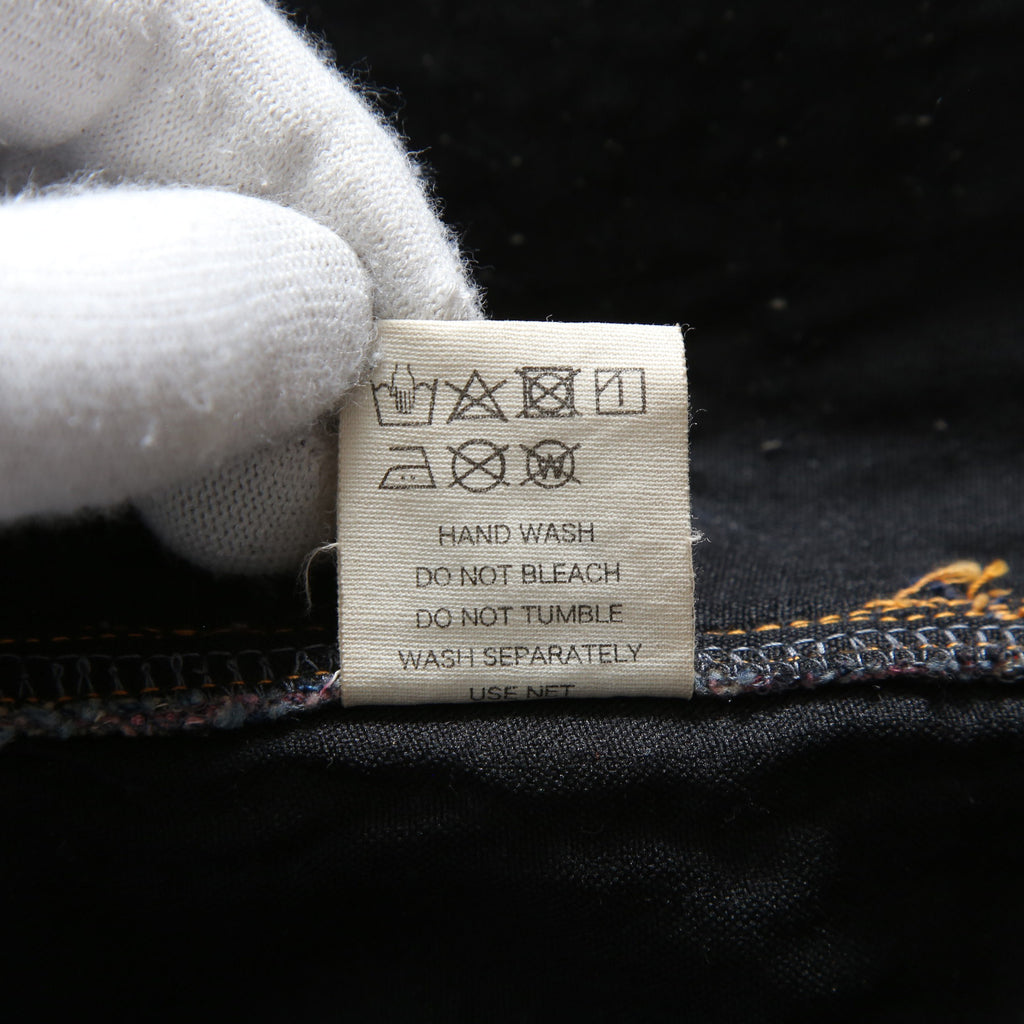 W
HAND WASH
DO NOT BLEACH
DO NOT TUMBLE
WASH SEPARATELY
USE NET